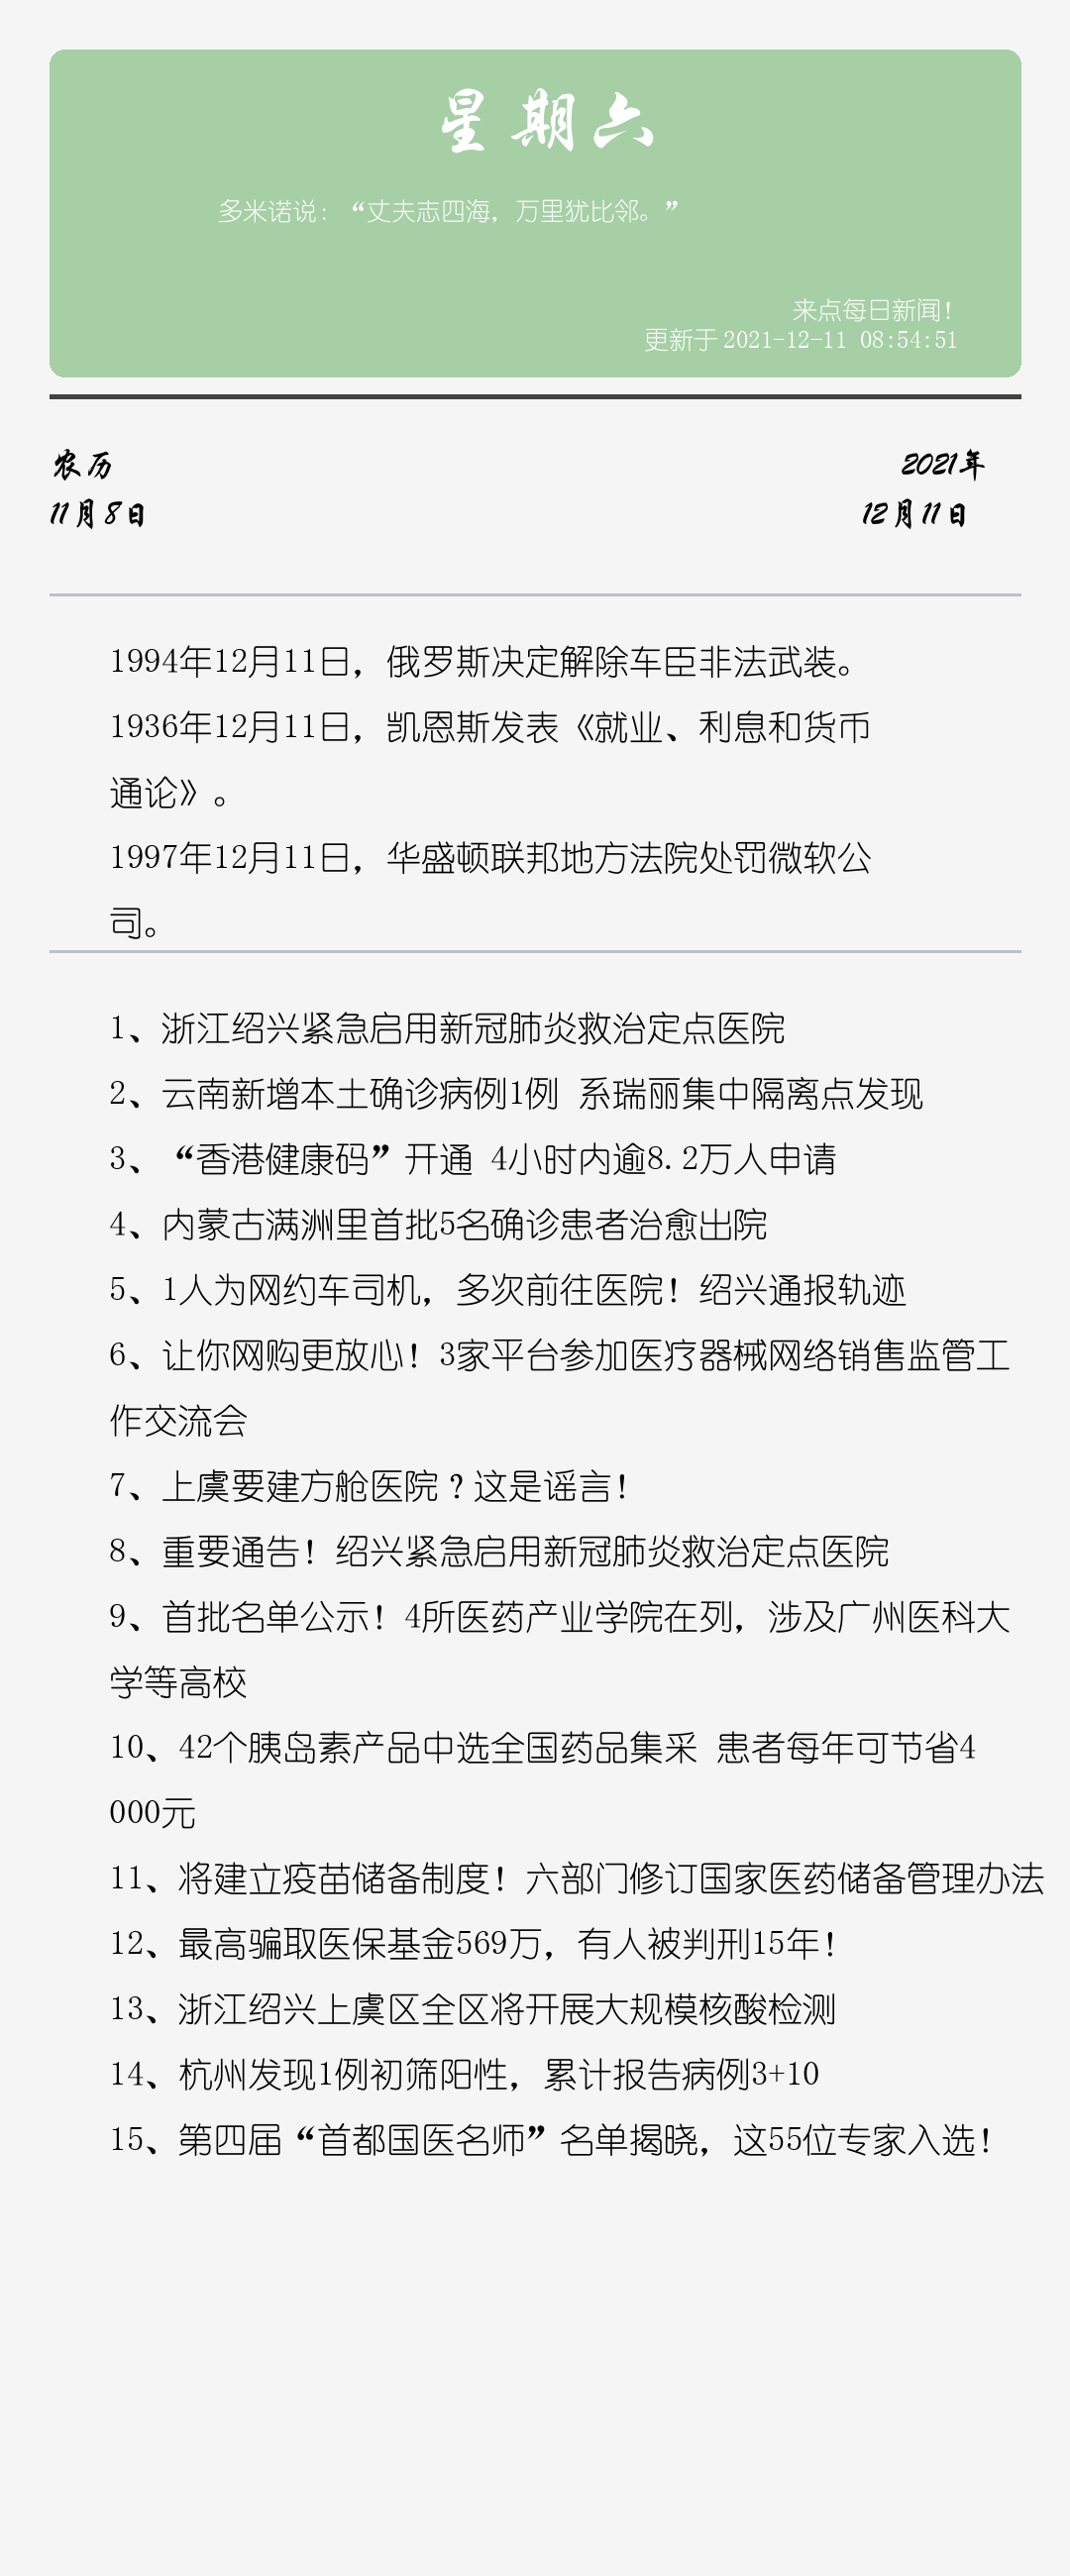 星期六
多米诺说：“丈夫志四海，万里犹比邻。”
来点每日新闻！
更新于 2021-12-11 08:54:51
农历
2021年
11月8日
12月11日
1994年12月11日，俄罗斯决定解除车臣非法武装。
1936年12月11日，凯恩斯发表《就业、利息和货币
通论》。
1997年12月11日，华盛顿联邦地方法院处罚微软公
司。
1、浙江绍兴紧急启用新冠肺炎救治定点医院
2、云南新增本土确诊病例1例 系瑞丽集中隔离点发现
3、“香港健康码”开通 4小时内逾8.2万人申请
4、内蒙古满洲里首批5名确诊患者治愈出院
5、1人为网约车司机，多次前往医院！绍兴通报轨迹
6、让你网购更放心！3家平台参加医疗器械网络销售监管工
作交流会
7、上虞要建方舱医院？这是谣言！
8、重要通告！绍兴紧急启用新冠肺炎救治定点医院
9、首批名单公示！4所医药产业学院在列，涉及广州医科大
学等高校
10、42个胰岛素产品中选全国药品集采 患者每年可节省4
000元
11、将建立疫苗储备制度！六部门修订国家医药储备管理办法
12、最高骗取医保基金569万，有人被判刑15年！
13、浙江绍兴上虞区全区将开展大规模核酸检测
14、杭州发现1例初筛阳性，累计报告病例3+10
15、第四届“首都国医名师”名单揭晓，这55位专家入选！